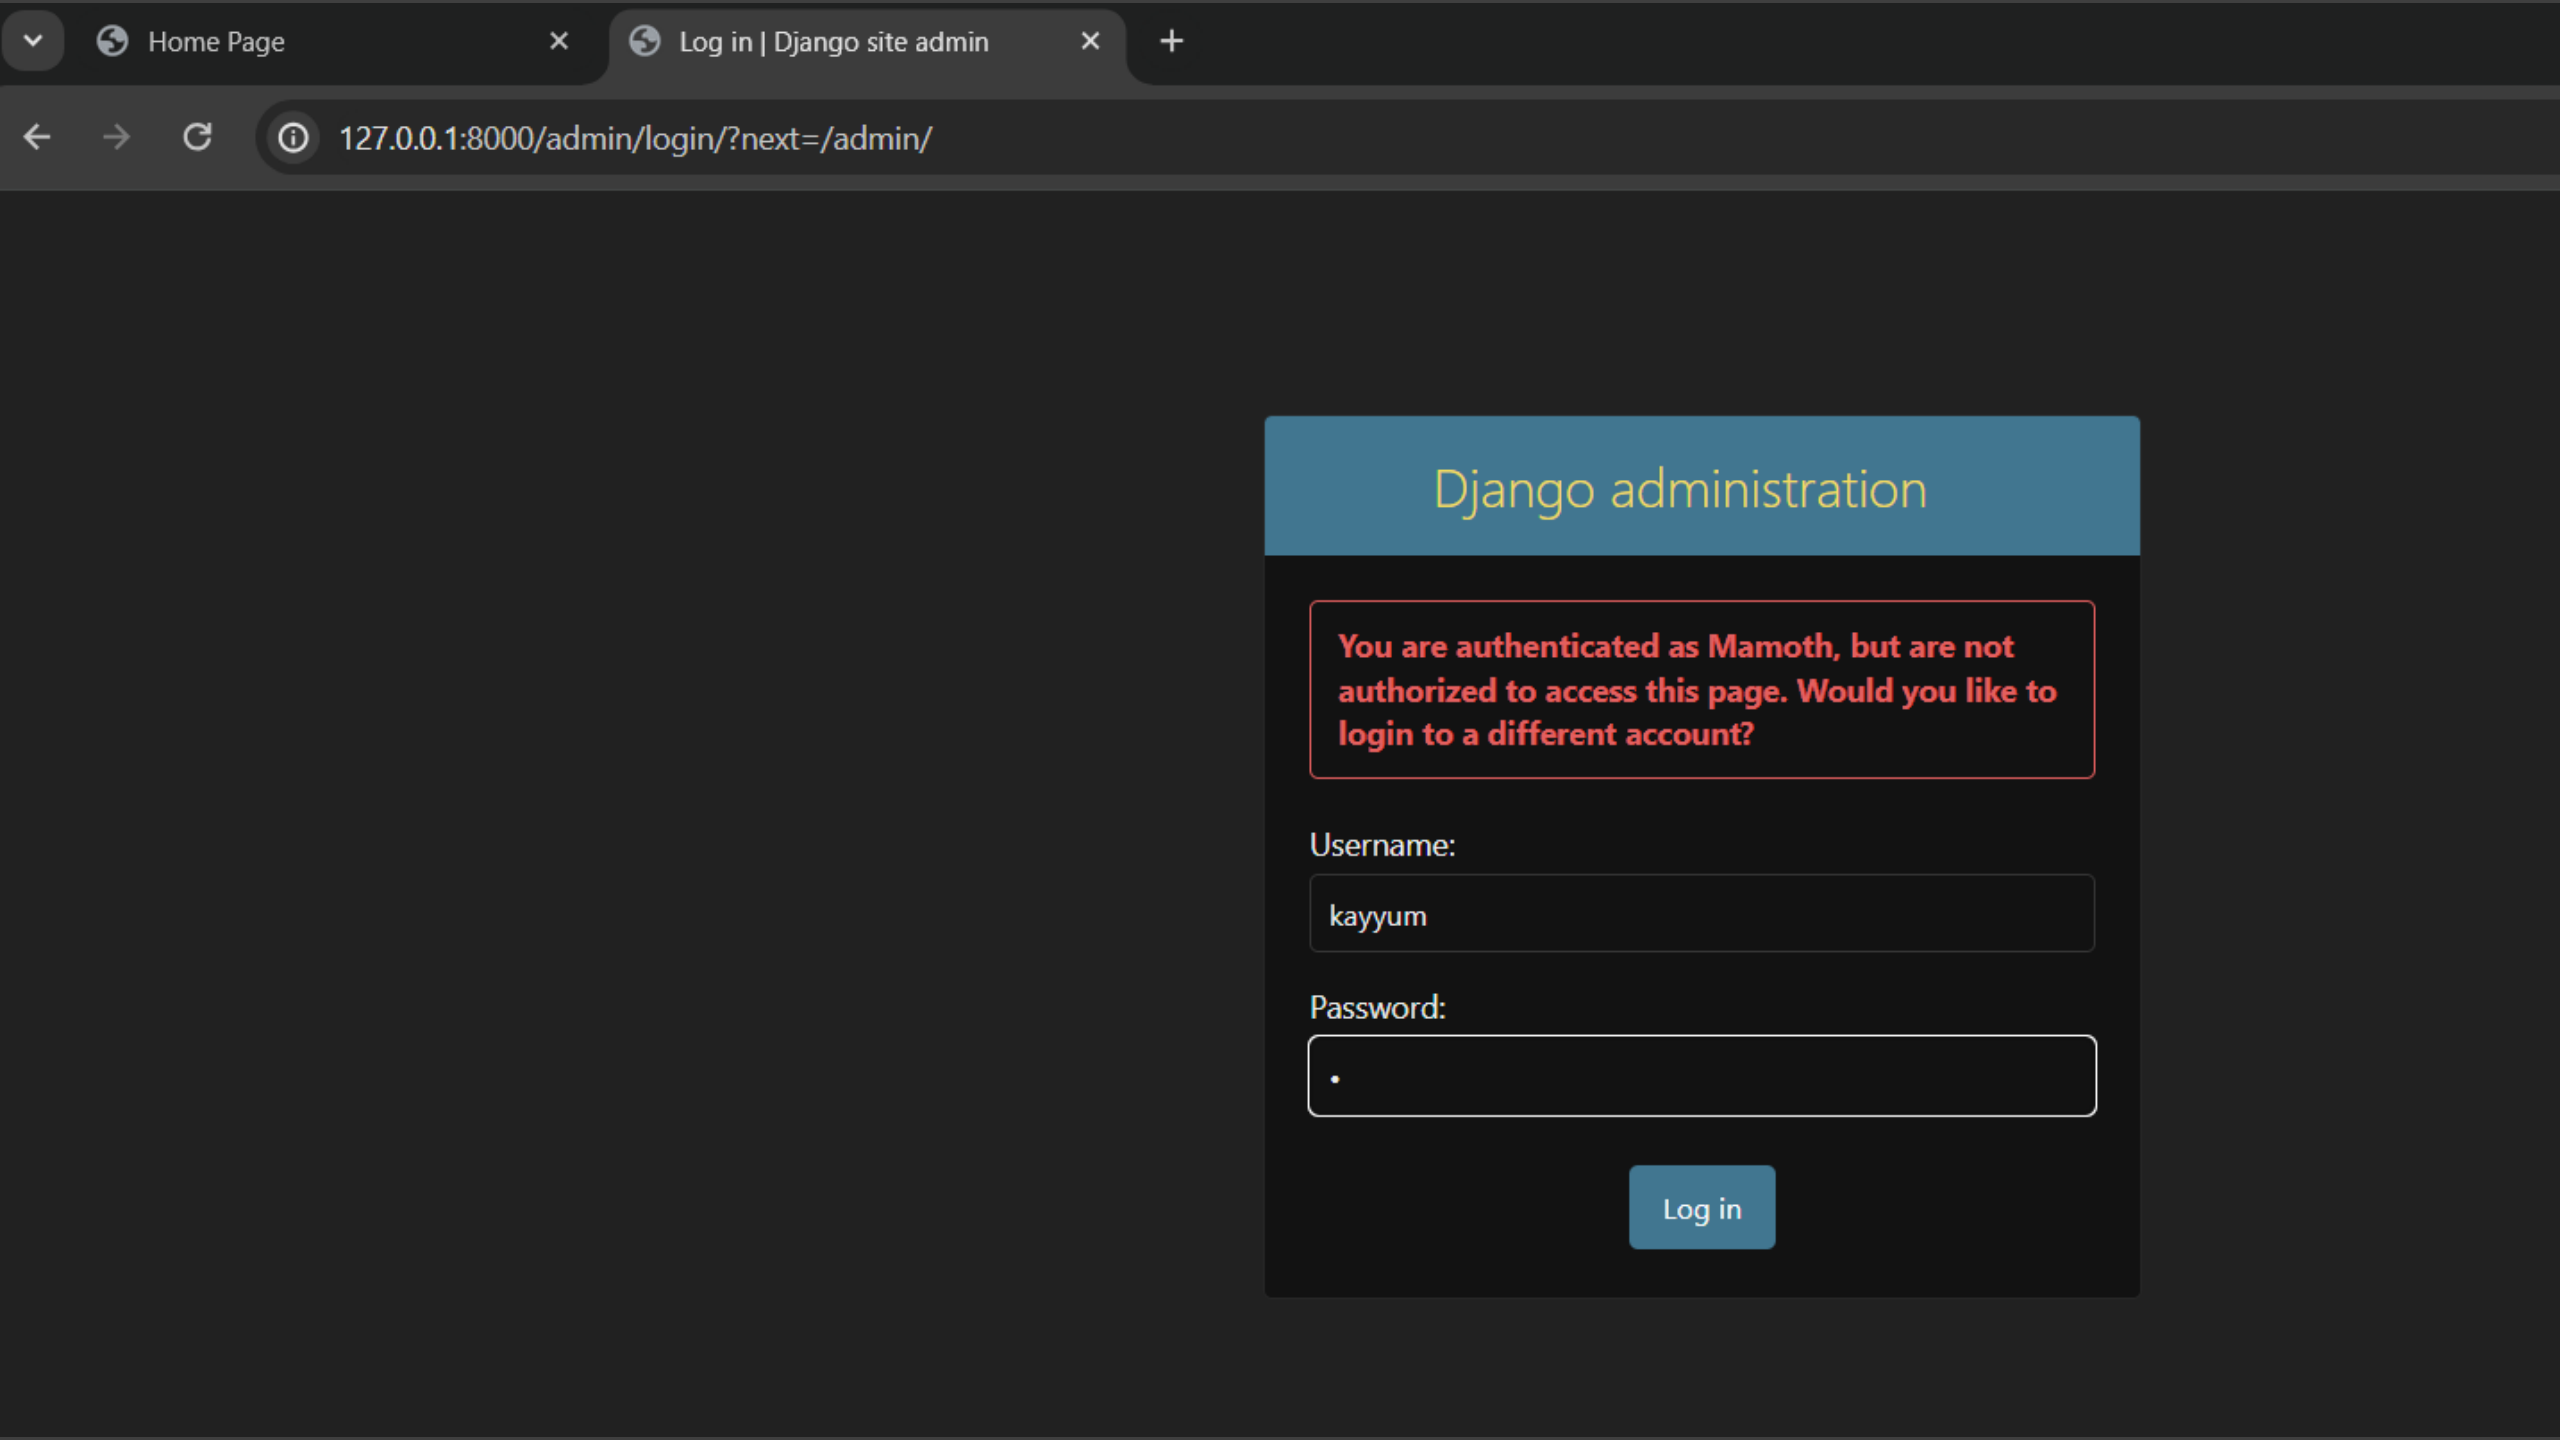 Home Page
Log in | Django site admin
127.0.0.1:8000/admin/login/?next=/admin/
Django administration
You are authenticated as Mamoth, but are not
authorized to access this page. Would you like to
login to a different account?
Username:
kayyum
Password:
Log in